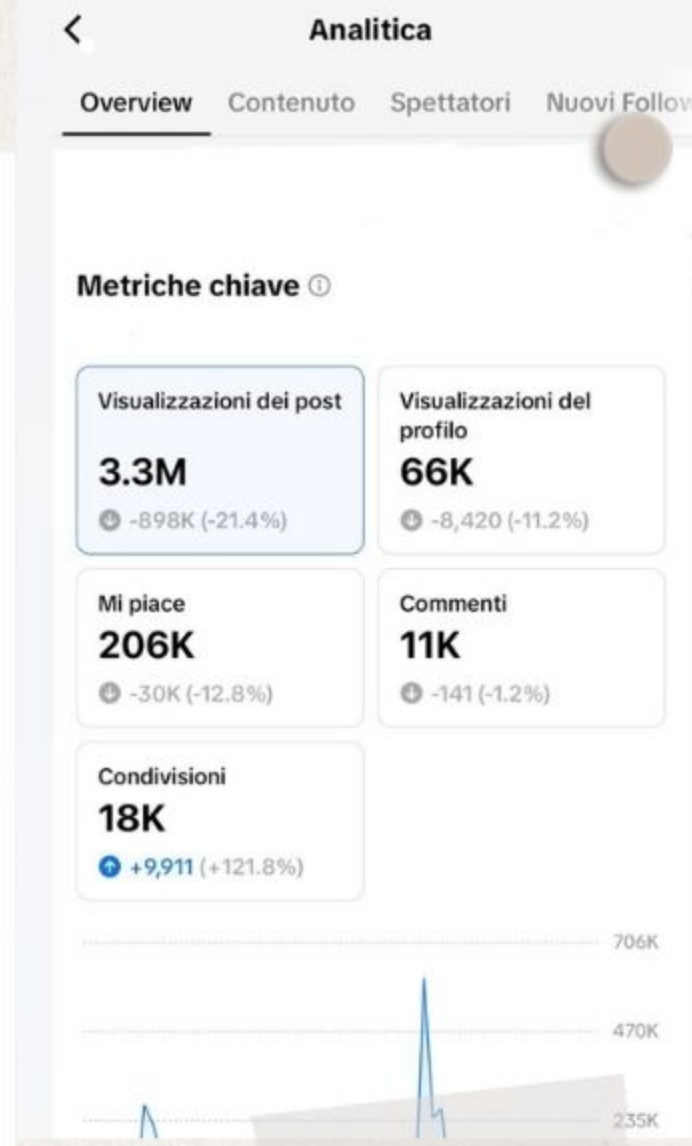 Analitica
Overview Contenuto Spettatori Nuovi Follow
Metriche chiave
Visualizzazioni dei post
3.3M
-898K (-21.4%)
Visualizzazioni del
profilo
66K
-8,420 (-11.2%)
Mi piace
206K
-30K (-12.8%)
Commenti
11K
-141 (-1.2%)
Condivisioni
18K
+9,911 (+121.8%)
706K
470K
235K